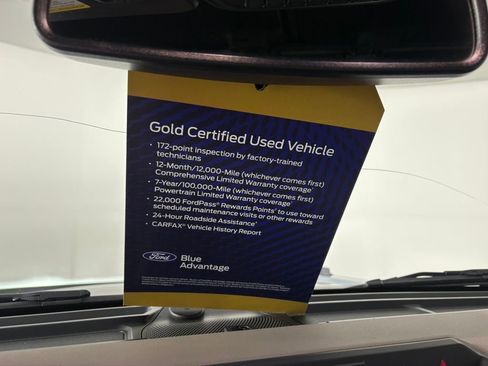 Gold Certified Used Vehicle
• 172-point inspection by factory-trained
technicians
• 12-Month/12,000-Mile (whichever comes first)
Comprehensive Limited Warranty coverage*
• 7-Year/100,000-Mile (whichever comes first)
Powertrain Limited Warranty coverage*
• 22,000 FordPass® Rewards Points* to use toward
scheduled maintenance visits or other rewards
• 24-Hour Roadside Assistance*
• CARFAX® Vehicle History Report
Ford
Blue
Advantage